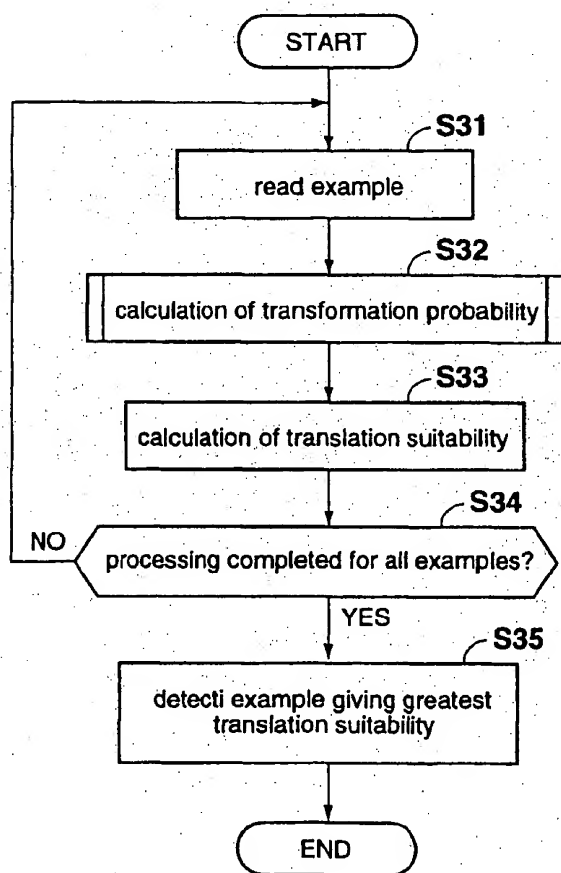 START
S31
read example
S32
calculation of transformation probability
S33
calculation of translation suitability
S34
NO
processing completed for all examples?
YES
S35
detecti example giving greatest
translation suitability
END